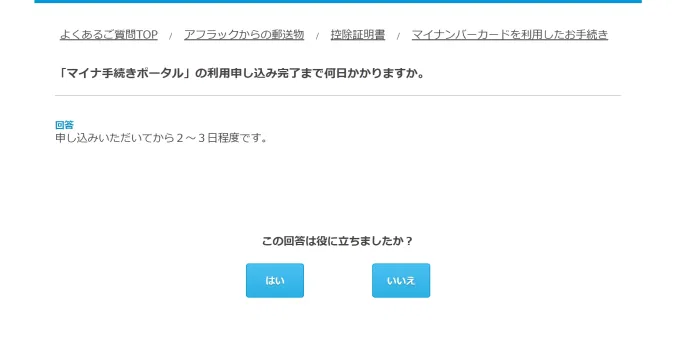 よくあるご質問TOP / アフラックからの郵送物 / 控除証明書 / マイナンバーカードを利用したお手続き
「マイナ手続きポータル」の利用申し込み完了まで何日かかりますか。
回答
申し込みいただいてから２～３日程度です。
この回答は役に立ちましたか？
はい いいえ